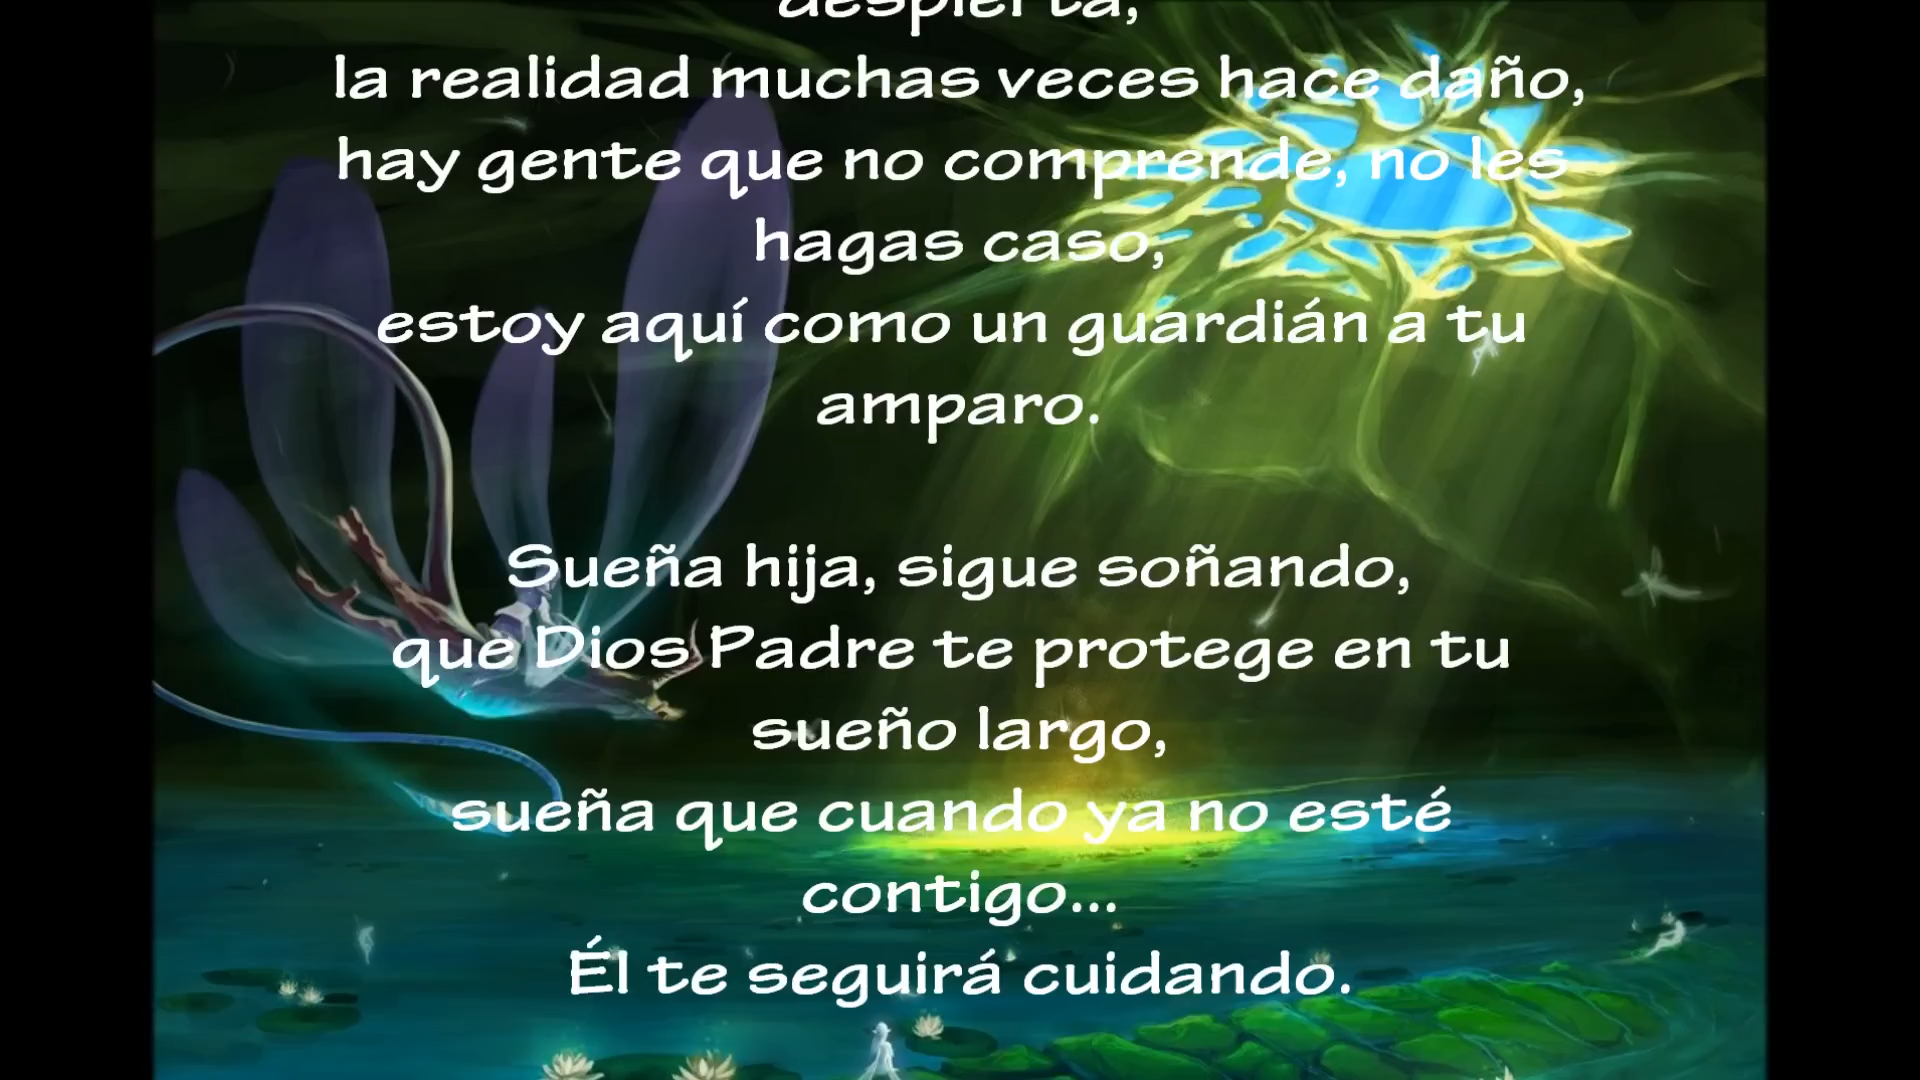 despierta,
la realidad muchas veces hace daño,
hay gente que no comprende, no les
hagas caso,
estoy aquí como un guardián a tu
amparo.
Sueña hija, sigue soñando,
que Dios Padre te protege en tu
sueño largo,
sueña que cuando ya no esté
contigo...
Él te seguirá cuidando.